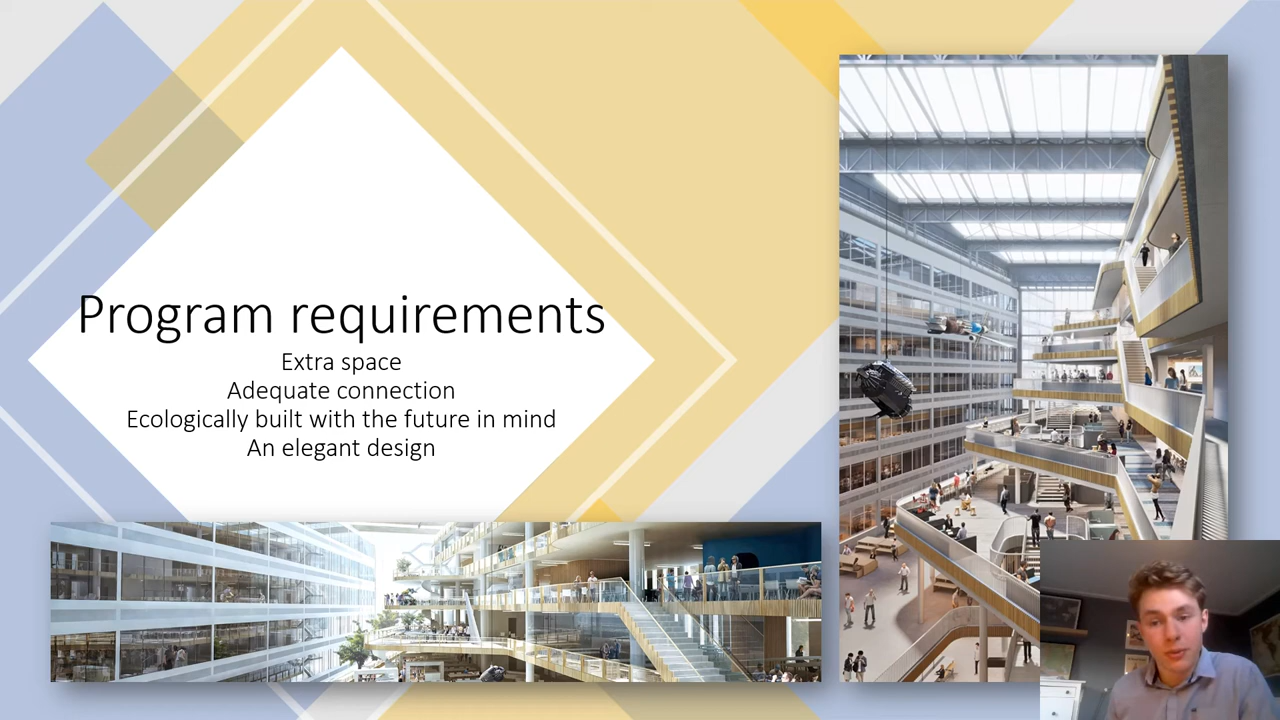 Program requirements
Extra space
Adequate connection
Ecologically built with the future in mind
An elegant design